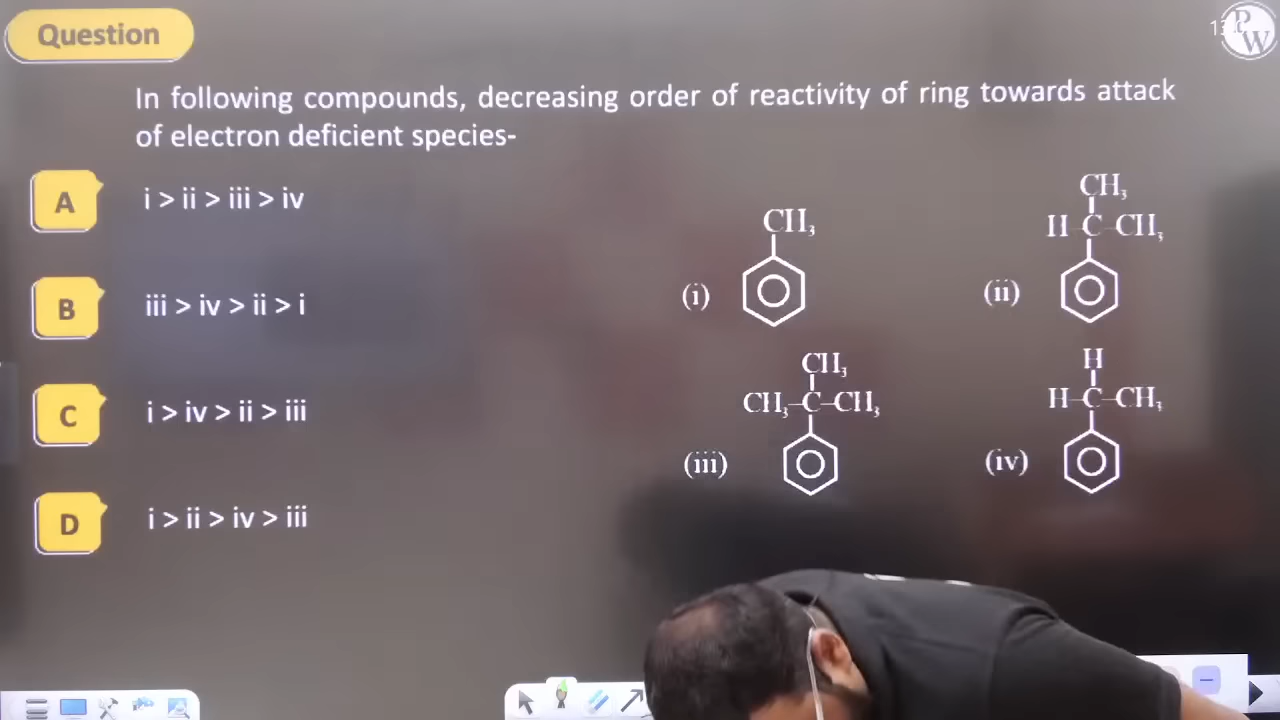 Question
13
PW
In following compounds, decreasing order of reactivity of ring towards attack
of electron deficient species-
A
i > ii > iii > iv
B
iii > iv > ii > i
C
i > iv > ii > iii
D
i > ii > iv > iii
CH₃
(i)
CH₃
H-C-CH₃
(ii)
CH₃
CH₃-C-CH₃
(iii)
H
H-C-CH₃
(iv)